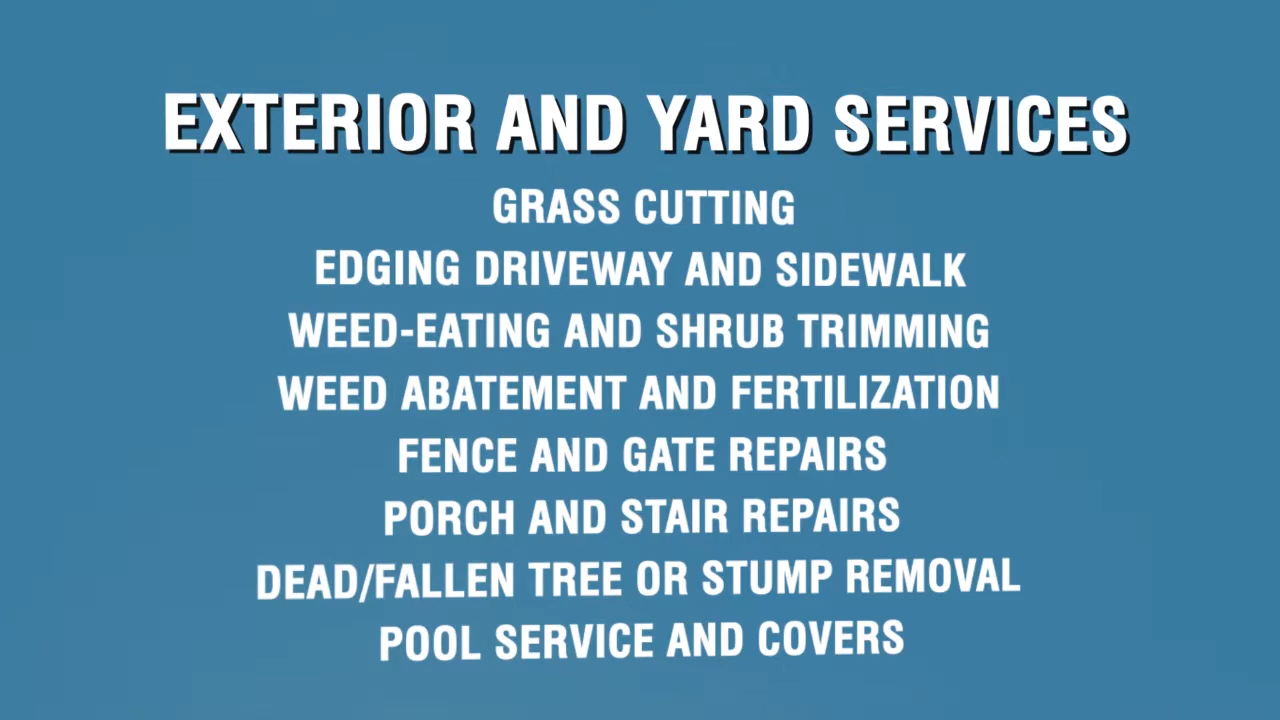 EXTERIOR AND YARD SERVICES
GRASS CUTTING
EDGING DRIVEWAY AND SIDEWALK
WEED-EATING AND SHRUB TRIMMING
WEED ABATEMENT AND FERTILIZATION
FENCE AND GATE REPAIRS
PORCH AND STAIR REPAIRS
DEAD/FALLEN TREE OR STUMP REMOVAL
POOL SERVICE AND COVERS